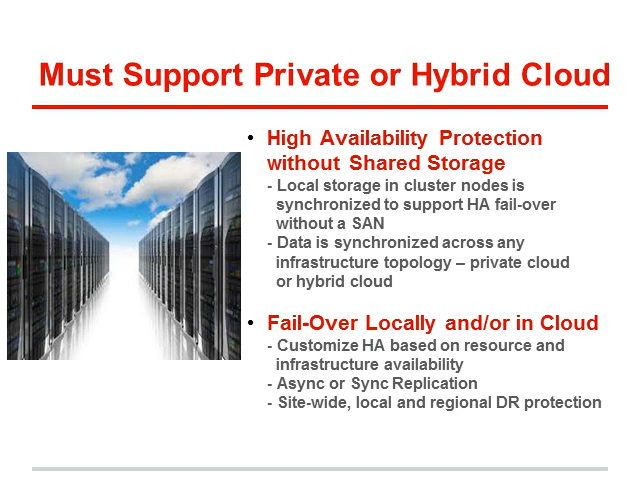 Must Support Private or Hybrid Cloud
• High Availability Protection
without Shared Storage
- Local storage in cluster nodes is
synchronized to support HA fail-over
without a SAN
- Data is synchronized across any
infrastructure topology – private cloud
or hybrid cloud
• Fail-Over Locally and/or in Cloud
- Customize HA based on resource and
infrastructure availability
- Async or Sync Replication
- Site-wide, local and regional DR protection